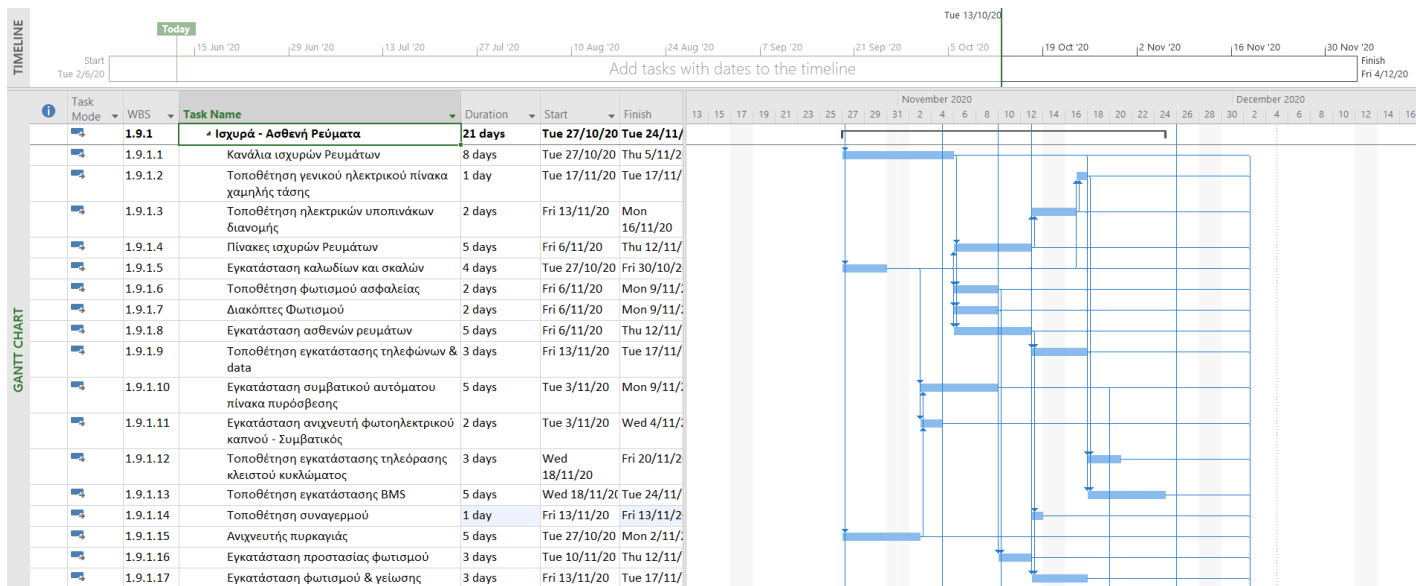 TIMELINE
Tue 13/10/20
Today
15 Jun '20 29 Jun '20 13 Jul '20 27 Jul '20 10 Aug '20 24 Aug '20 7 Sep '20 21 Sep '20 5 Oct '20 19 Oct '20 2 Nov '20 16 Nov '20 30 Nov '20
Start
Tue 2/6/20
Add tasks with dates to the timeline
Finish
Fri 4/12/20
GANTT CHART
Task Mode WBS Task Name Duration Start Finish
November 2020 December 2020
13 15 17 19 21 23 25 27 29 31 2 4 6 8 10 12 14 16 18 20 22 24 26 28 30 2 4 6 8 10 12 14 16
1.9.1 Ισχυρά - Ασθενή Ρεύματα 21 days Tue 27/10/20 Tue 24/11/
1.9.1.1 Κανάλια ισχυρών Ρευμάτων 8 days Tue 27/10/20 Thu 5/11/2
1.9.1.2 Τοποθέτηση γενικού ηλεκτρικού πίνακα 1 day Tue 17/11/20 Tue 17/11/
χαμηλής τάσης
1.9.1.3 Τοποθέτηση ηλεκτρικών υποπινάκων 2 days Fri 13/11/20 Mon
διανομής 16/11/20
1.9.1.4 Πίνακες ισχυρών Ρευμάτων 5 days Fri 6/11/20 Thu 12/11/
1.9.1.5 Εγκατάσταση καλωδίων και σκαλών 4 days Tue 27/10/20 Fri 30/10/2
1.9.1.6 Τοποθέτηση φωτισμού ασφαλείας 2 days Fri 6/11/20 Mon 9/11/
1.9.1.7 Διακόπτες Φωτισμού 2 days Fri 6/11/20 Mon 9/11/
1.9.1.8 Εγκατάσταση ασθενών ρευμάτων 5 days Fri 6/11/20 Thu 12/11/
1.9.1.9 Τοποθέτηση εγκατάστασης τηλεφώνων & 3 days Fri 13/11/20 Tue 17/11/
data
1.9.1.10 Εγκατάσταση συμβατικού αυτόματου 5 days Tue 3/11/20 Mon 9/11/
πίνακα πυρόσβεσης
1.9.1.11 Εγκατάσταση ανιχνευτή φωτοηλεκτρικού 2 days Tue 3/11/20 Wed 4/11/
καπνού - Συμβατικός
1.9.1.12 Τοποθέτηση εγκατάστασης τηλεόρασης 3 days Wed Fri 20/11/2
κλειστού κυκλώματος 18/11/20
1.9.1.13 Τοποθέτηση εγκατάστασης BMS 5 days Wed 18/11/20 Tue 24/11/
1.9.1.14 Τοποθέτηση συναγερμού 1 day Fri 13/11/20 Fri 13/11/2
1.9.1.15 Ανιχνευτής πυρκαγιάς 5 days Tue 27/10/20 Mon 2/11/
1.9.1.16 Εγκατάσταση προστασίας φωτισμού 3 days Tue 10/11/20 Thu 12/11/
1.9.1.17 Εγκατάσταση φωτισμού & γείωσης 3 days Fri 13/11/20 Tue 17/11/